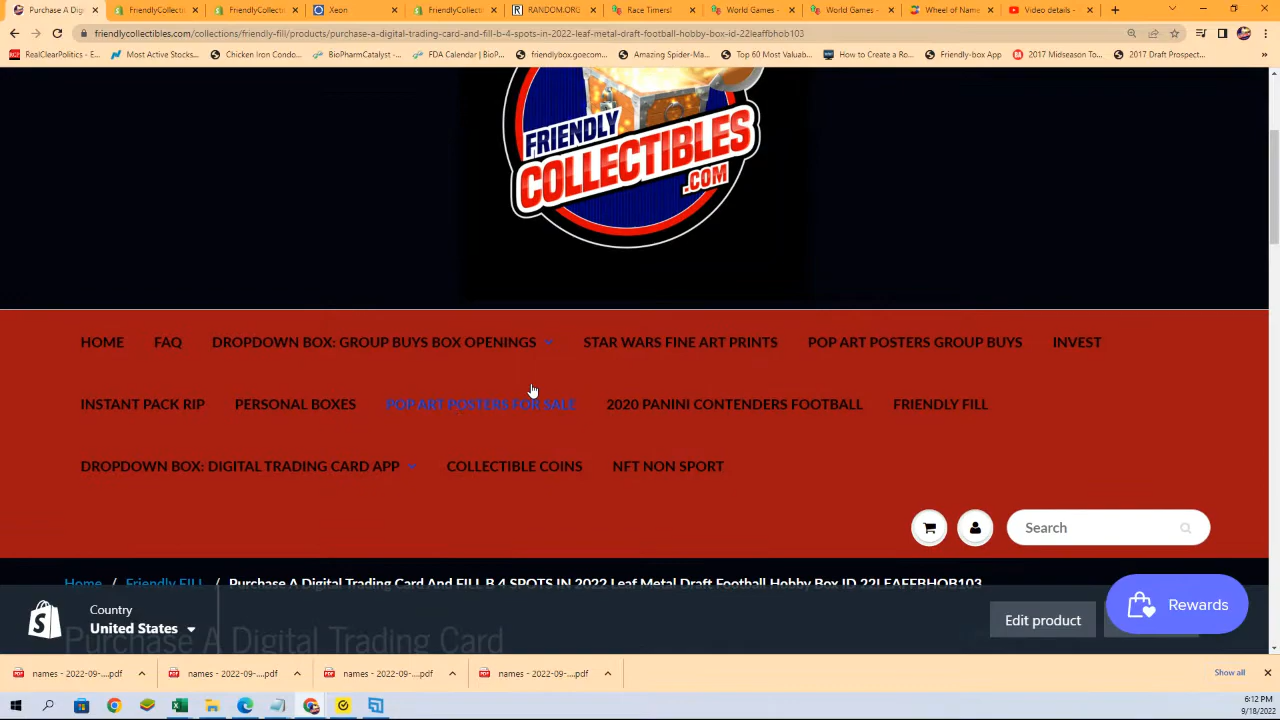 Purchase A Dig
FriendlyCollecti
FriendlyCollecti
Xeon
FriendlyCollecti
RANDOM.ORG
Race Timers!
World Games -
World Games -
Wheel of Name
Video details -
friendlycollectibles.com/collections/friendly-fill/products/purchase-a-digital-trading-card-and-fill-b-4-spots-in-2022-leaf-metal-draft-football-hobby-box-id-22leaffbhob103
RealClearPolitics - E...
Most Active Stocks...
Chicken Iron Condo...
BioPharmCatalyst -...
FDA Calendar | BioP...
friendlybox.goecom...
Amazing Spider-Ma...
Top 60 Most Valuab...
How to Create a Ro...
Friendly-box App
2017 Midseason To...
2017 Draft Prospect...
FRIENDLY
COLLECTIBLES
.COM
HOME FAQ DROPDOWN BOX: GROUP BUYS BOX OPENINGS STAR WARS FINE ART PRINTS POP ART POSTERS GROUP BUYS INVEST
INSTANT PACK RIP PERSONAL BOXES POP ART POSTERS FOR SALE 2020 PANINI CONTENDERS FOOTBALL FRIENDLY FILL
DROPDOWN BOX: DIGITAL TRADING CARD APP COLLECTIBLE COINS NFT NON SPORT
Search
Home / Friendly FILL / Purchase A Digital Trading Card And FILL B 4 SPOTS IN 2022 Leaf Metal Draft Football Hobby Box ID 22LEAFFBHOB103
Country
United States
Edit product
Rewards
Purchase A Digital Trading Card
names - 2022-09-....pdf
names - 2022-09-....pdf
names - 2022-09-....pdf
names - 2022-09-....pdf
Show all
6:12 PM
9/18/2022